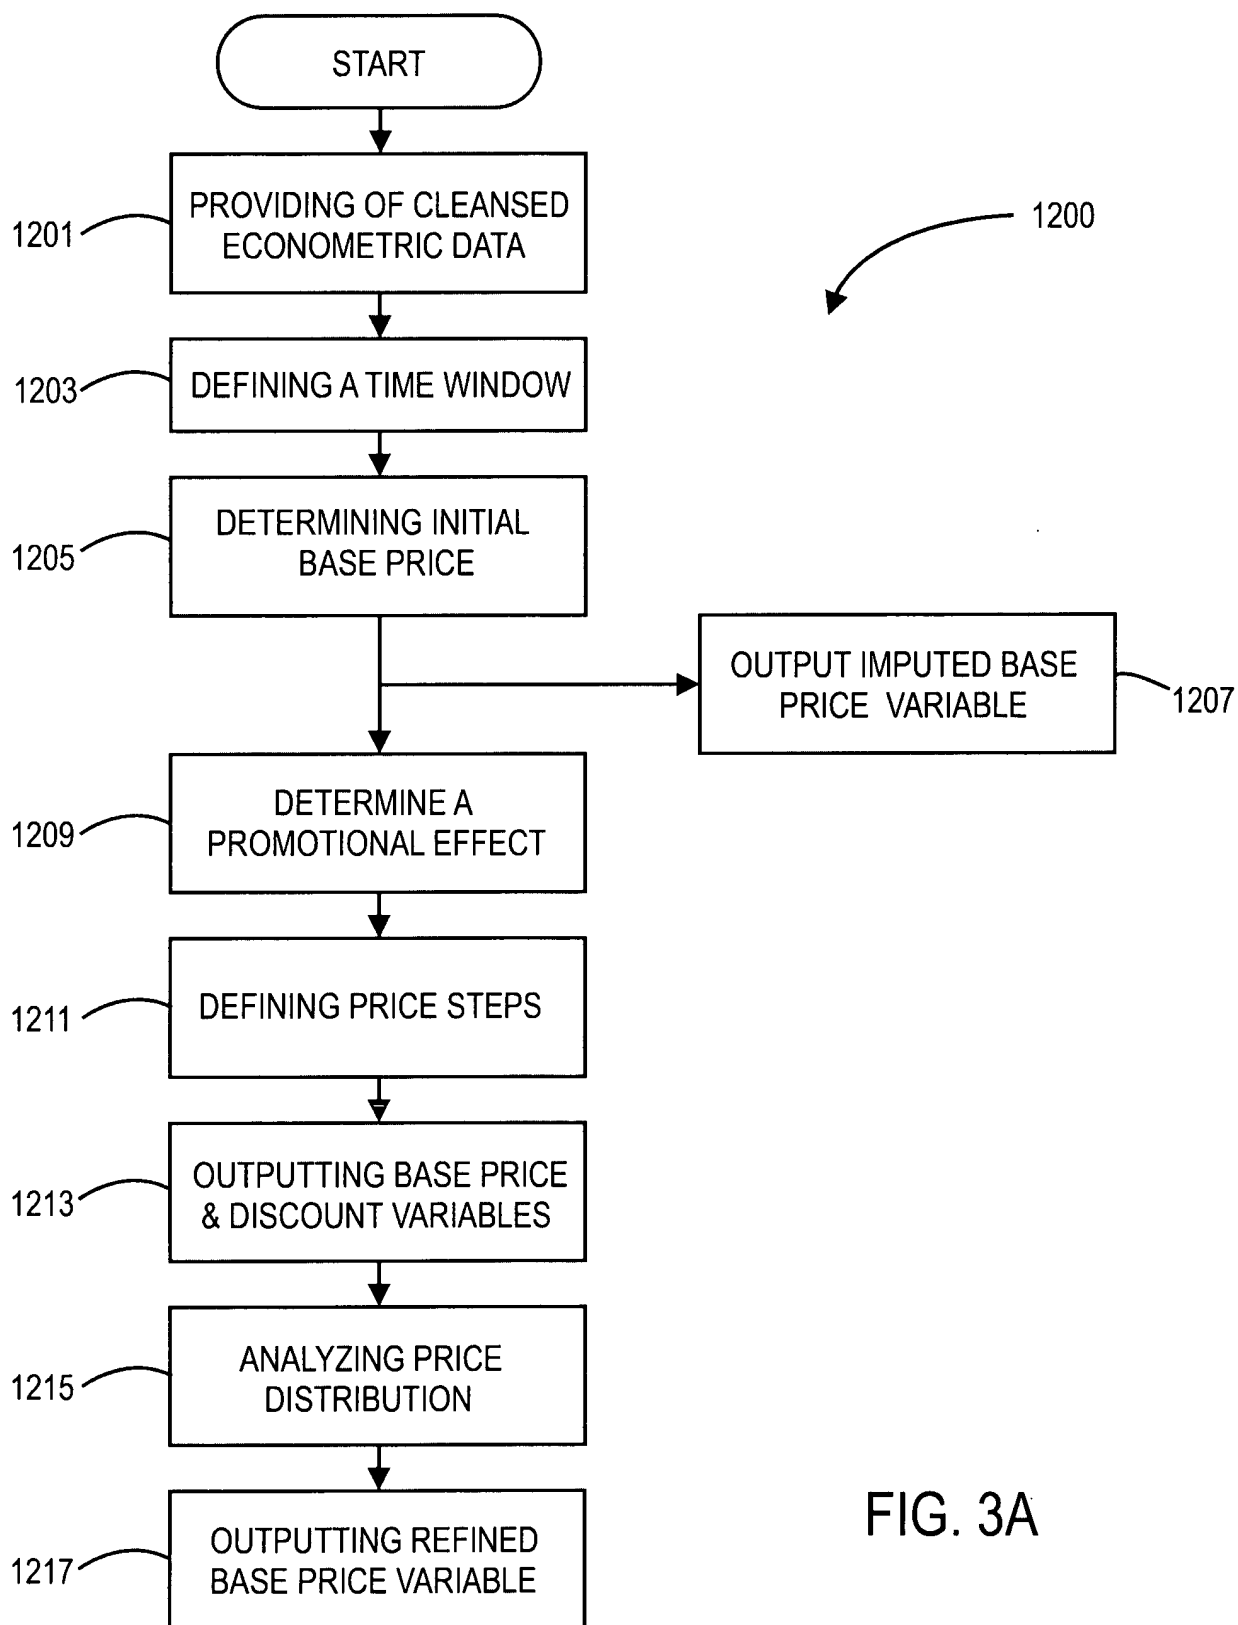 START
PROVIDING OF CLEANSED
ECONOMETRIC DATA
1201
1200
DEFINING A TIME WINDOW
1203
DETERMINING INITIAL
BASE PRICE
1205
OUTPUT IMPUTED BASE
PRICE VARIABLE
1207
DETERMINE A
PROMOTIONAL EFFECT
1209
DEFINING PRICE STEPS
1211
OUTPUTTING BASE PRICE
& DISCOUNT VARIABLES
1213
ANALYZING PRICE
DISTRIBUTION
1215
OUTPUTTING REFINED
BASE PRICE VARIABLE
1217
FIG. 3A